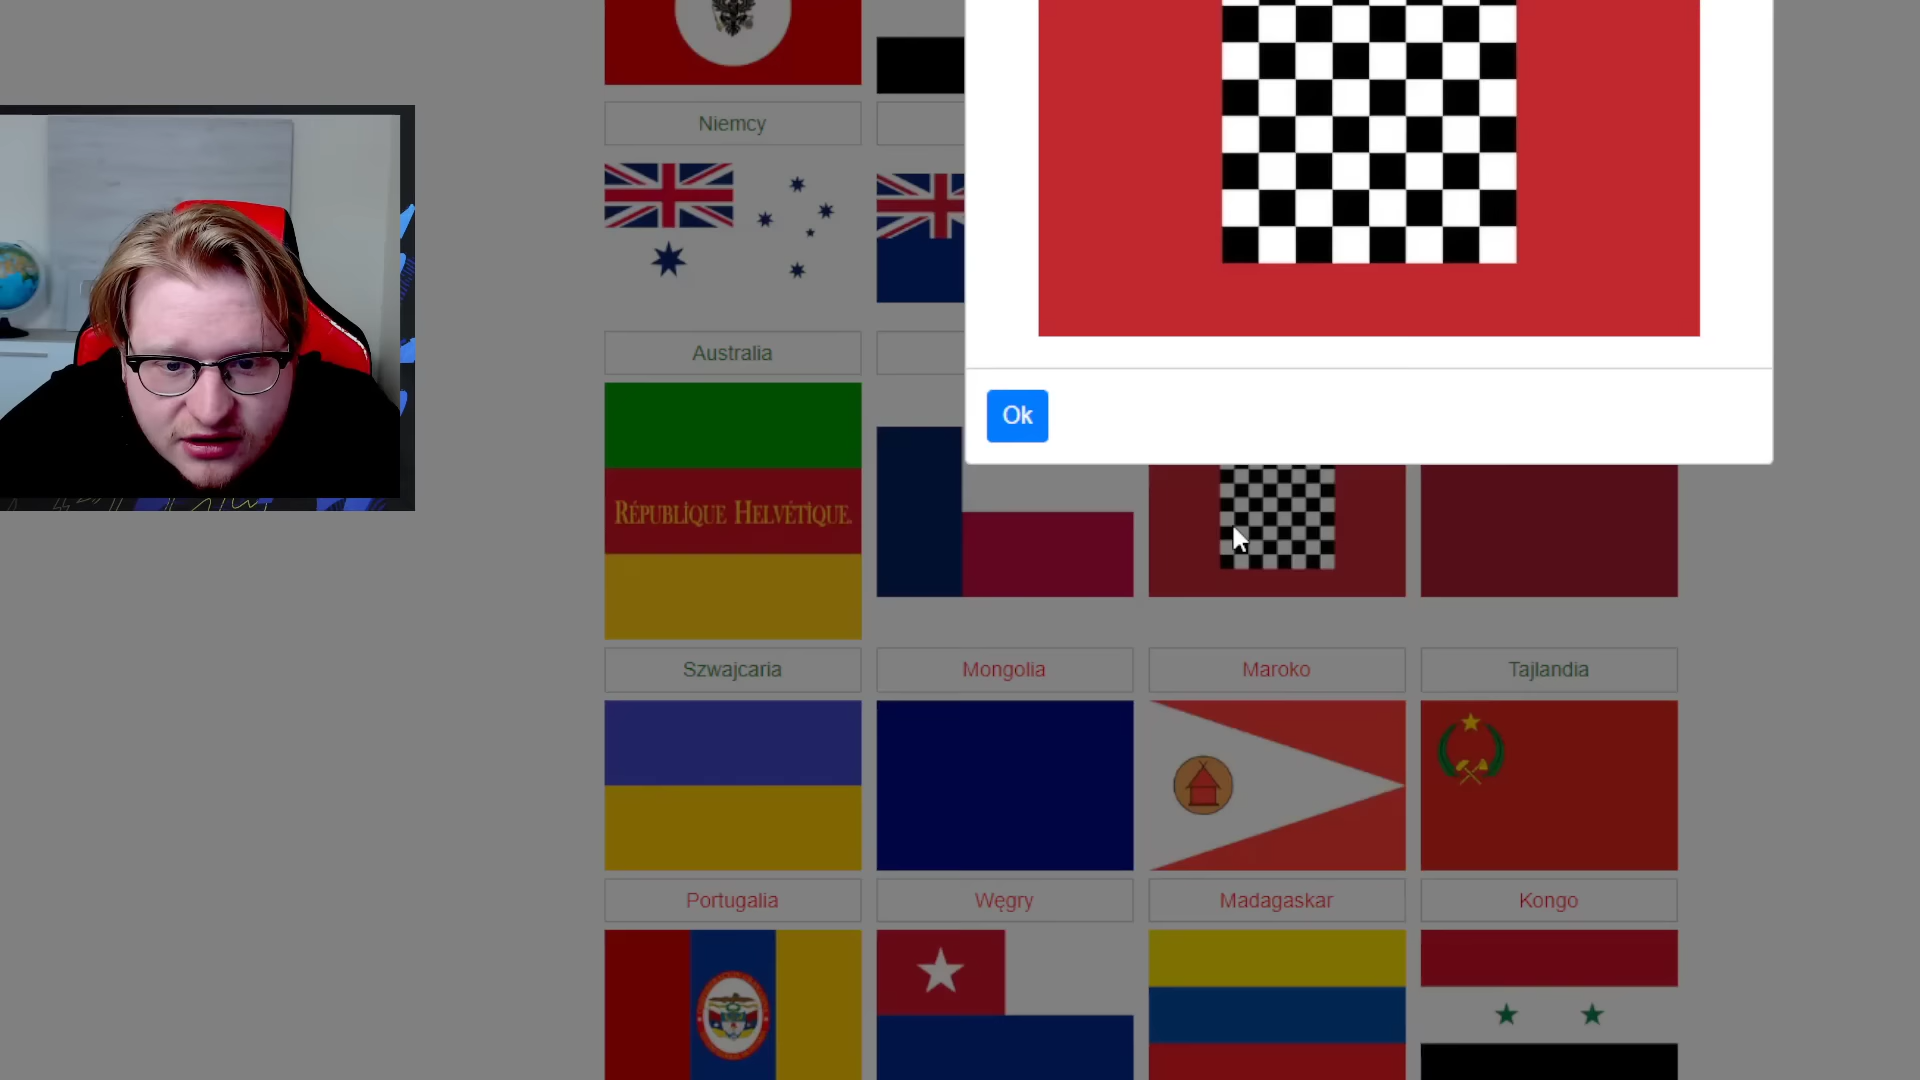 Niemcy
Australia
Ok
RÉPUBLIQUE HELVÉTIQUE.
Szwajcaria
Mongolia
Maroko
Tajlandia
Portugalia
Węgry
Madagaskar
Kongo